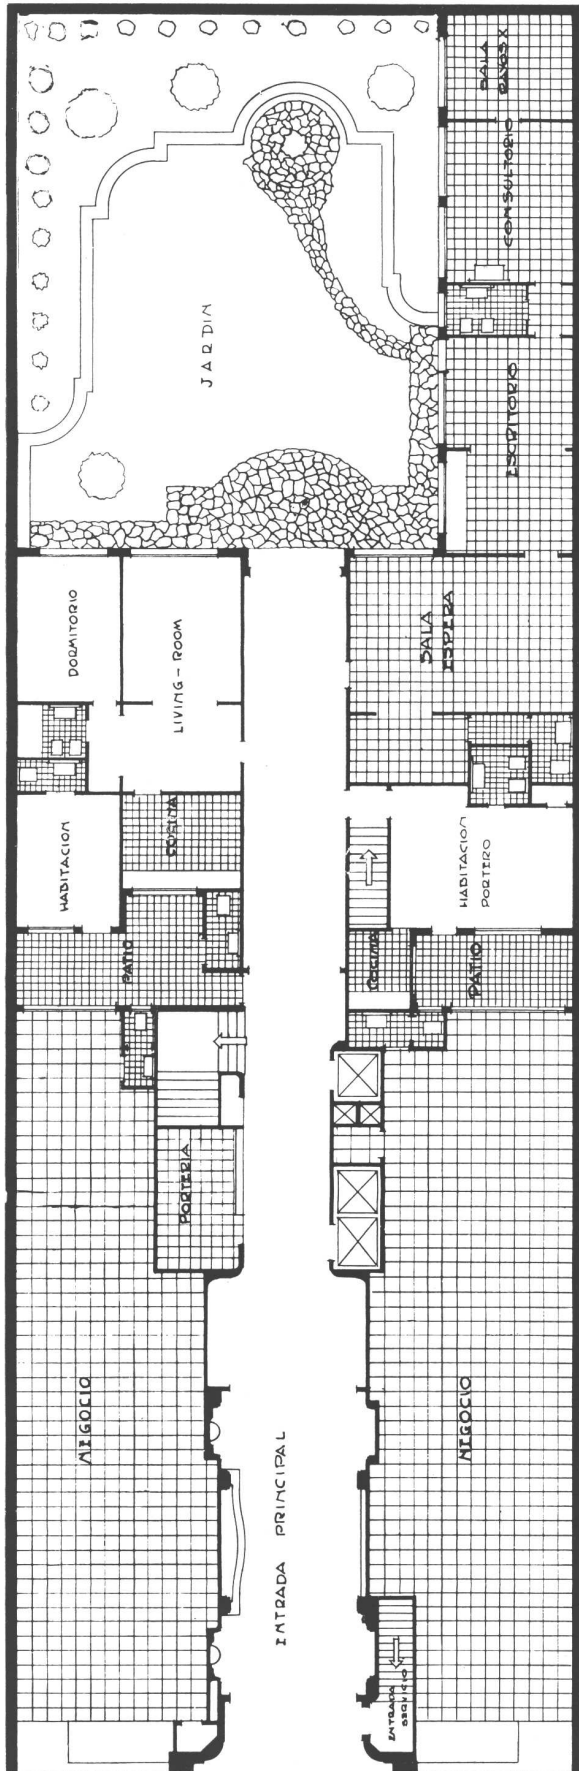 SALA
RAYOS X
CONSULTORIO
JARDIN
ESCRITORIO
DORMITORIO
LIVING-ROOM
SALA
ESPERA
HABITACION
COCINA
HABITACION
PORTERO
PATIO
COCINA
PATIO
PORTERIA
NEGOCIO
NEGOCIO
ENTRADA PRINCIPAL
ENTRADA
SERVICIO